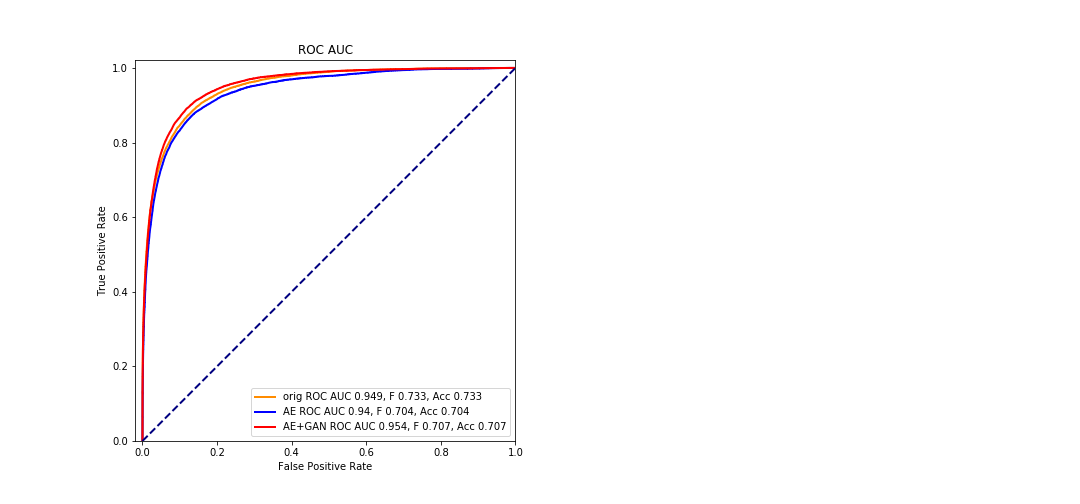 ROC AUC
True Positive Rate
1.0
0.8
0.6
0.4
0.2
0.0
orig ROC AUC 0.949, F 0.733, Acc 0.733
AE ROC AUC 0.94, F 0.704, Acc 0.704
AE+GAN ROC AUC 0.954, F 0.707, Acc 0.707
0.0 0.2 0.4 0.6 0.8 1.0
False Positive Rate